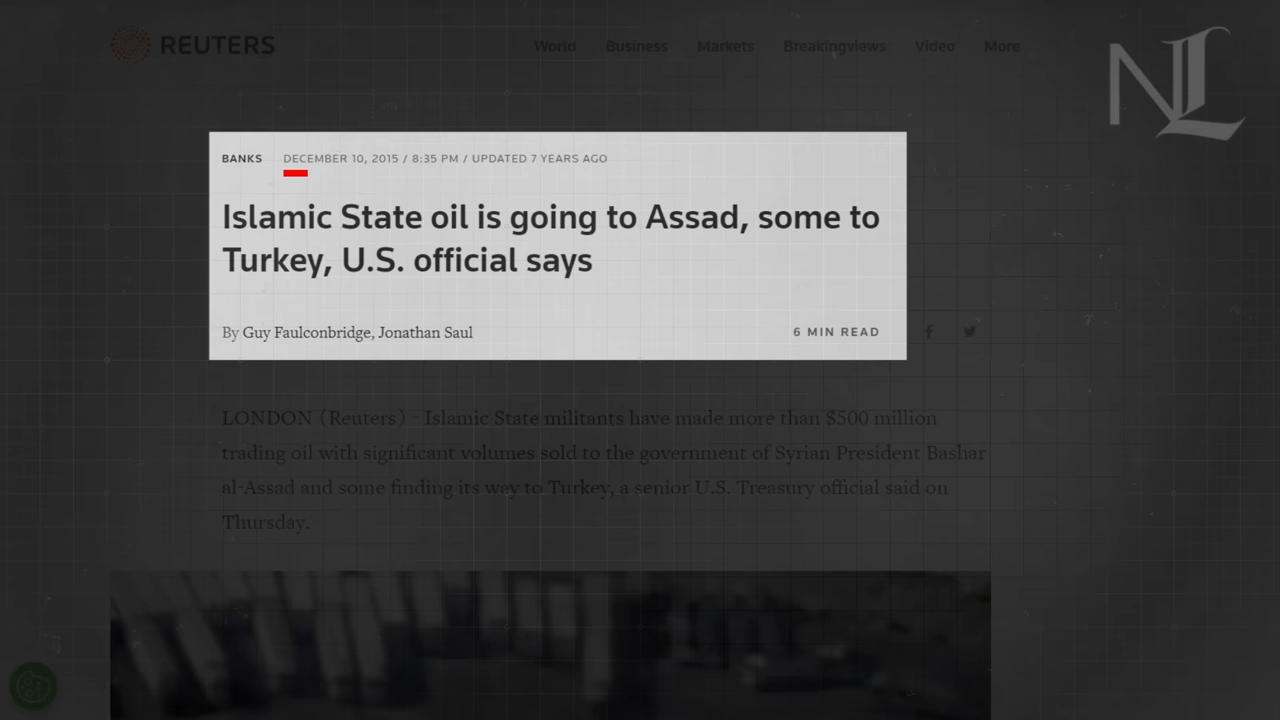 REUTERS
World Business Markets Breakingviews Video More
NL
BANKS DECEMBER 10, 2015 / 8:35 PM / UPDATED 7 YEARS AGO
Islamic State oil is going to Assad, some to
Turkey, U.S. official says
By Guy Faulconbridge, Jonathan Saul
6 MIN READ
LONDON (Reuters) - Islamic State militants have made more than $500 million
trading oil with significant volumes sold to the government of Syrian President Bashar
al-Assad and some finding its way to Turkey, a senior U.S. Treasury official said on
Thursday.